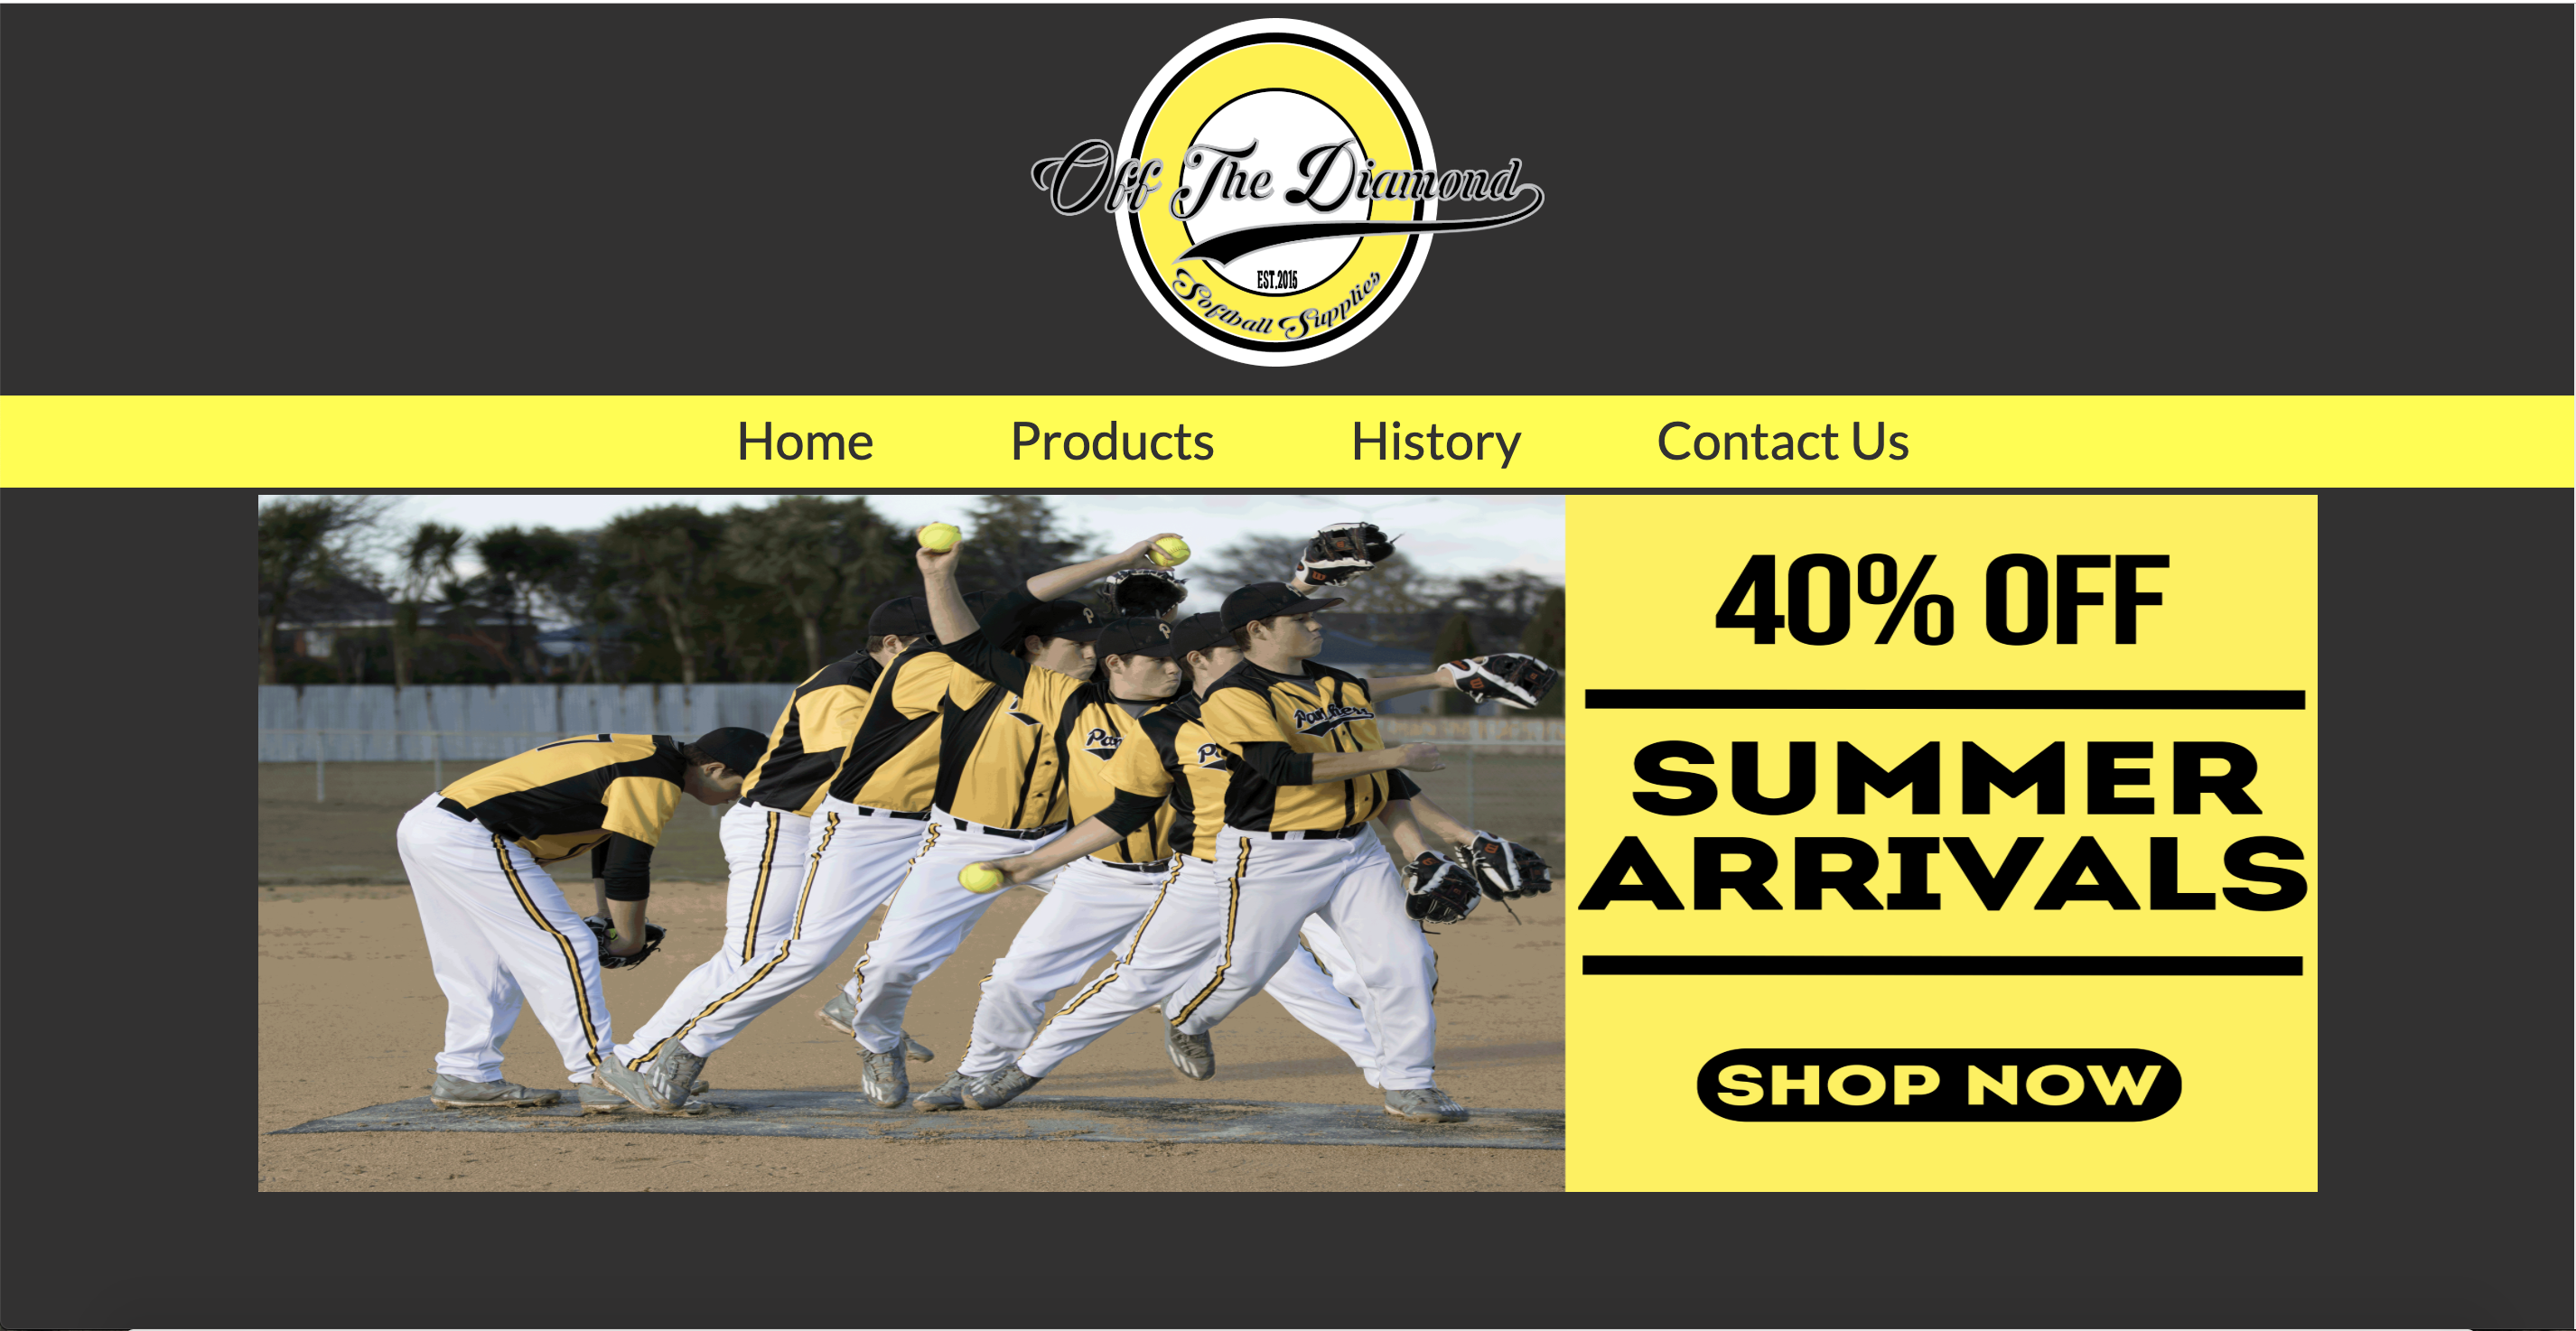 Off The Diamond
EST.2015
Softball Supplies
Home Products History Contact Us
40% OFF
SUMMER
ARRIVALS
SHOP NOW
P
P
Pan
Panthers